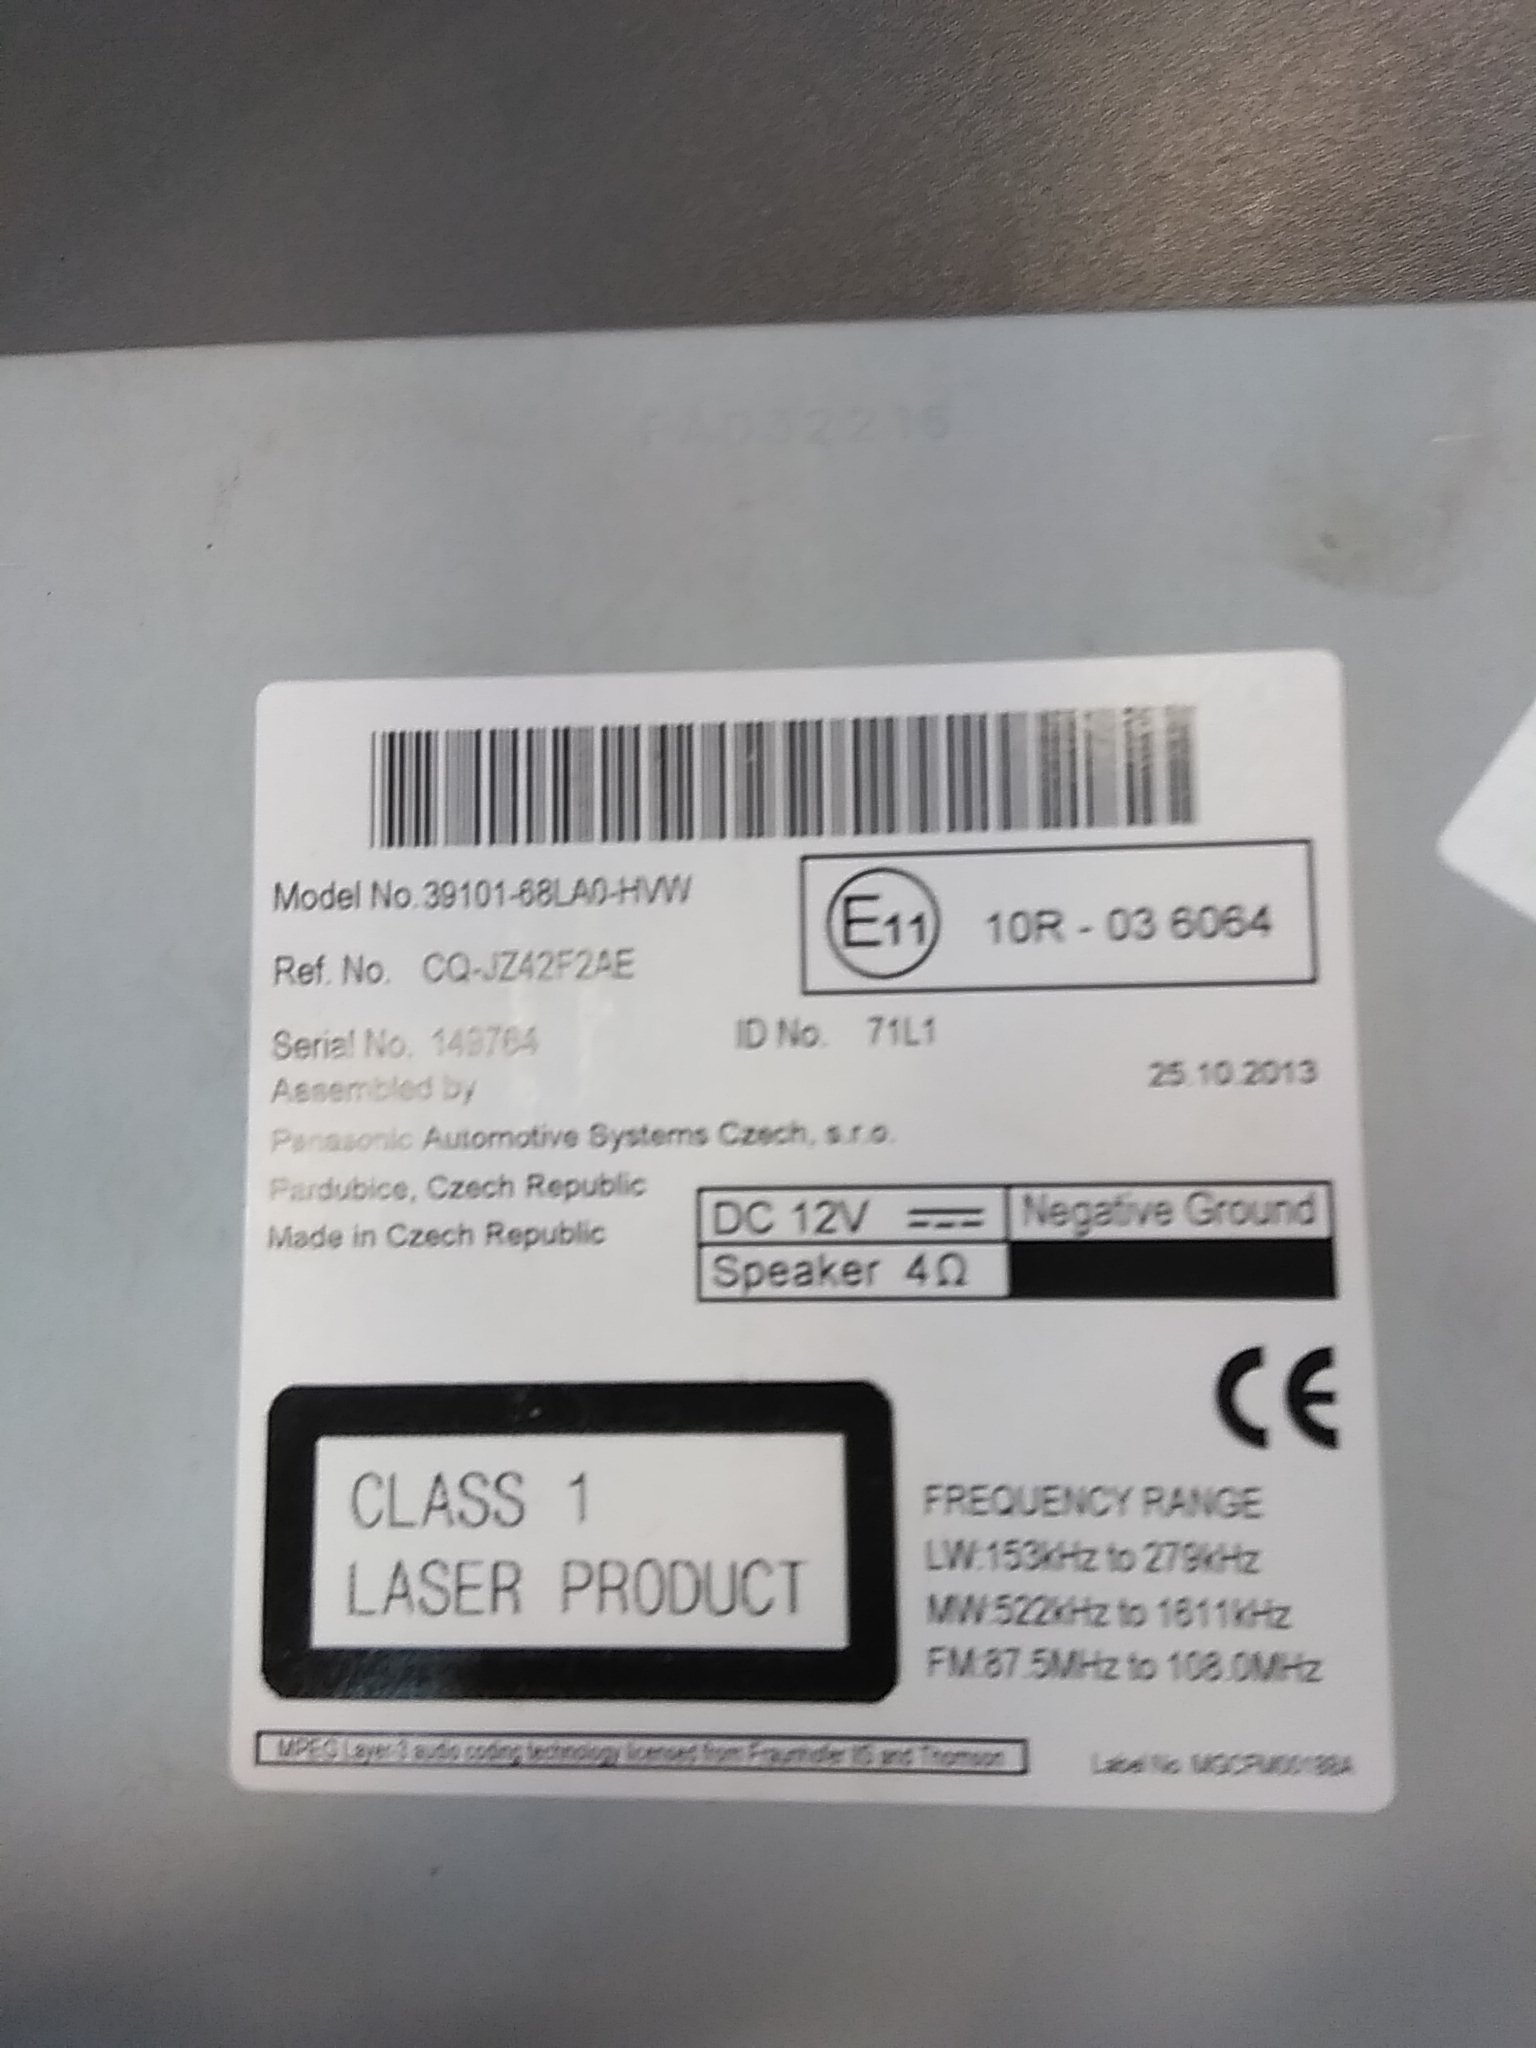 Model No.39101-68LA0-HVW
E11 10R - 03 6064
Ref. No. CQ-JZ42F2AE
Serial No. 149764 ID No. 71L1
Assembled by
25.10.2013
Panasonic Automotive Systems Czech, s.r.o.
Pardubice, Czech Republic
Made in Czech Republic
DC 12V Negative Ground
Speaker 4Ω
CE
CLASS 1
LASER PRODUCT
FREQUENCY RANGE
LW:153kHz to 279kHz
MW:522kHz to 1611kHz
FM:87.5MHz to 108.0MHz
MPEG Layer-3 audio coding technology licensed from Fraunhofer IIS and Thomson
Label No.